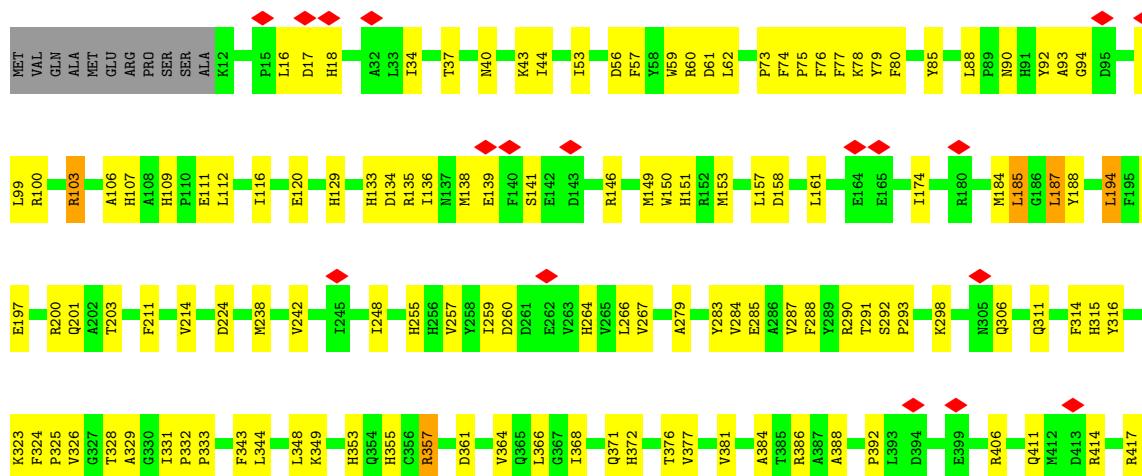 MET VAL GLN ALA MET GLU ARG PRO SER SER ALA K12 P15 L16 D17 H18 A32 L33 I34 T37 N40 K43 I44 I53 D56 F57 Y58 W59 R60 D61 L62 P73 F74 P75 F76 F77 K78 Y79 F80 Y85 L88 P89 N90 H91 Y92 A93 G94 D95
L99 R100 R103 A106 H107 A108 H109 P110 E111 L112 I116 E120 H129 H133 D134 R135 I136 N137 M138 E139 F140 S141 E142 D143 R146 M149 W150 H151 R152 M153 L157 D158 L161 E164 E165 I174 R180 M184 L185 G186 L187 Y188 L194 F195
E197 R200 Q201 A202 T203 F211 V214 D224 M238 V242 I245 I248 H255 H256 V257 Y258 I259 D260 D261 E262 V263 H264 V265 L266 V267 A279 Y283 V284 E285 A286 V287 F288 Y289 R290 T291 S292 P293 K298 N305 Q306 Q311 F314 H315 Y316
K323 F324 P325 V326 G327 T328 A329 G330 I331 P332 P333 F343 L344 L348 K349 H353 Q354 H355 C356 R357 D361 V364 Q365 L366 G367 I368 Q371 H372 T376 V377 V381 A384 T385 R386 A387 A388 P392 L393 D394 E399 R406 Q411 M412 D413 R414 R417